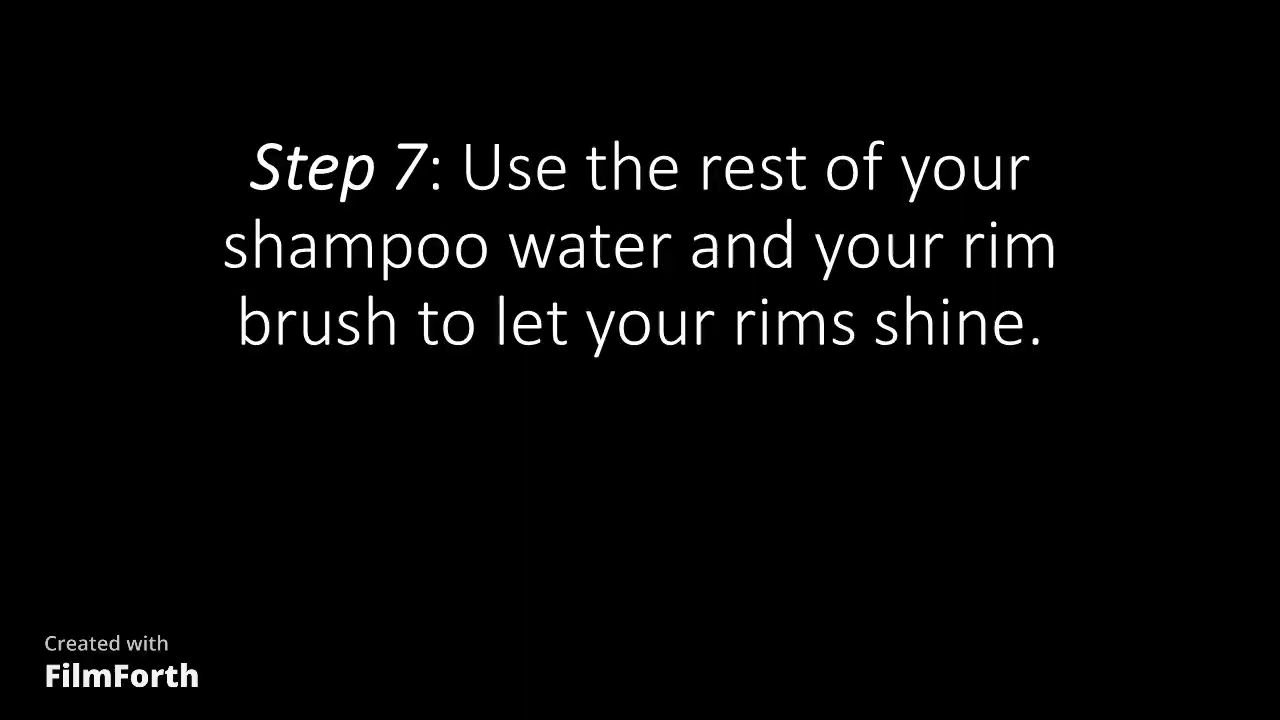 Step 7: Use the rest of your
shampoo water and your rim
brush to let your rims shine.
Created with
FilmForth